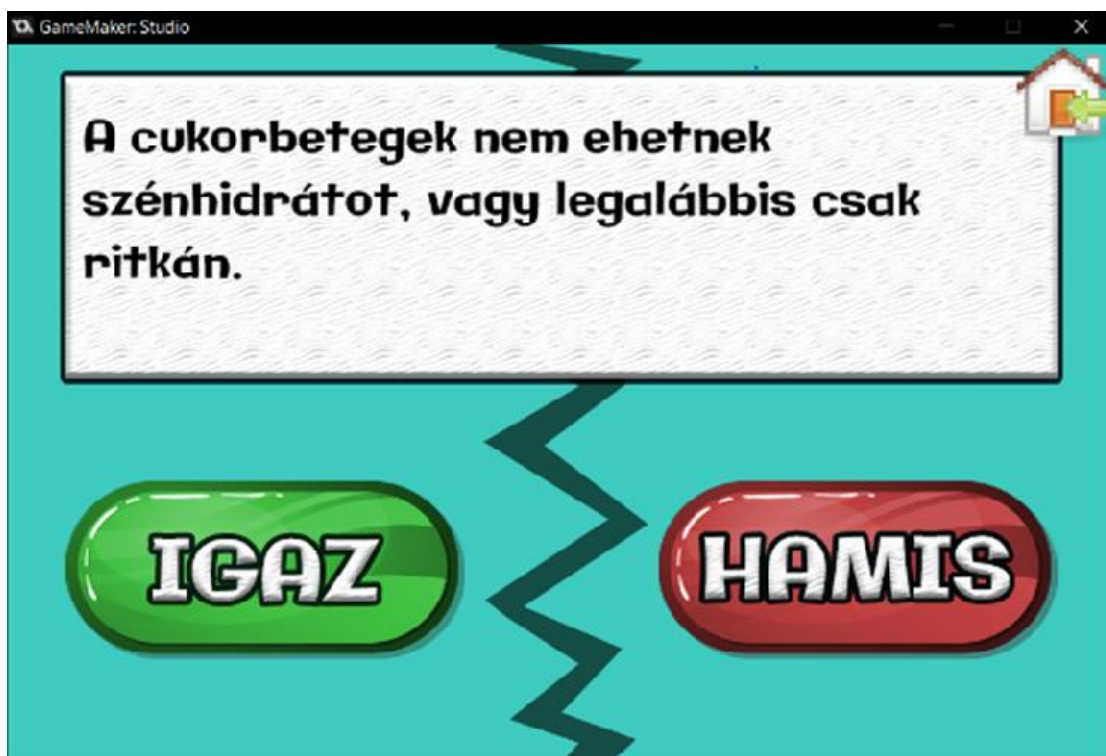 GameMaker: Studio
A cukorbetegek nem ehetnek
szénhidrátot, vagy legalábbis csak
ritkán.
IGAZ
HAMIS